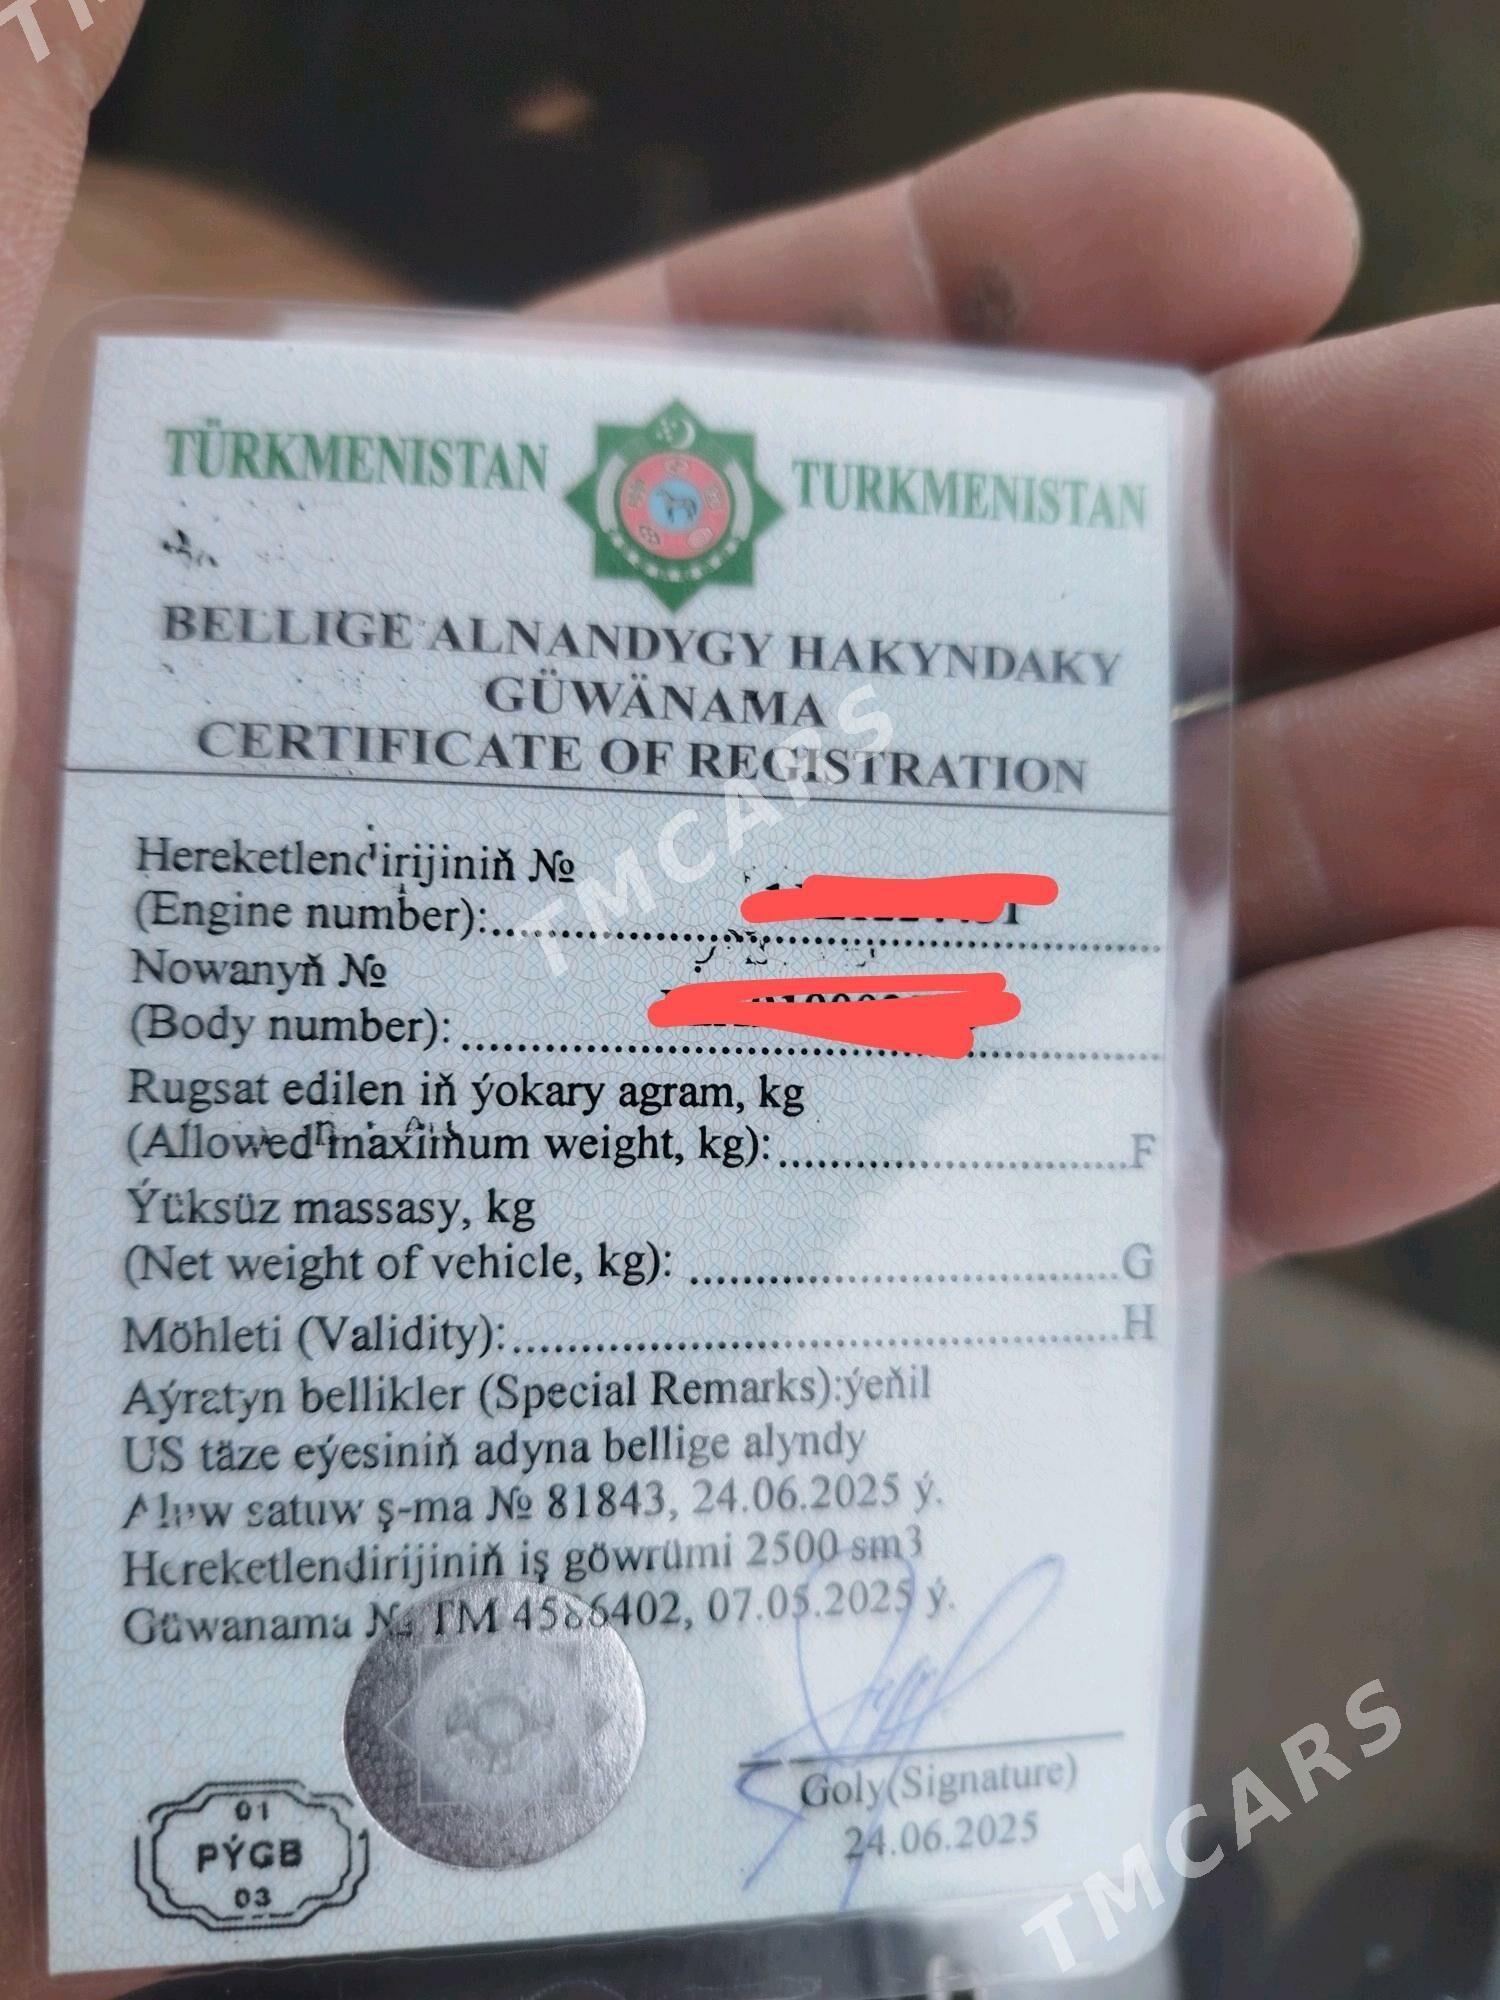 TÜRKMENISTAN TURKMENISTAN
BELLIGE ALNANDYGY HAKYNDAKY
GÜWÄNAMA
CERTIFICATE OF REGISTRATION
Hereketlendirijiniň №
(Engine number):
Nowanyň №
(Body number):
Rugsat edilen iň ýokary agram, kg
(Allowed maximum weight, kg): F
Ýüksüz massasy, kg
(Net weight of vehicle, kg): G
Möhleti (Validity): H
Aýratyn bellikler (Special Remarks):ýeňil
US täze eýesiniň adyna bellige alyndy
Aluw satuw ş-ma № 81843, 24.06.2025 ý.
Hereketlendirijiniň iş göwrümi 2500 sm3
Güwanama № TM 4586402, 07.05.2025 ý.
Goly(Signature)
24.06.2025
01
PÝGB
03
TMCARS
TMCARS